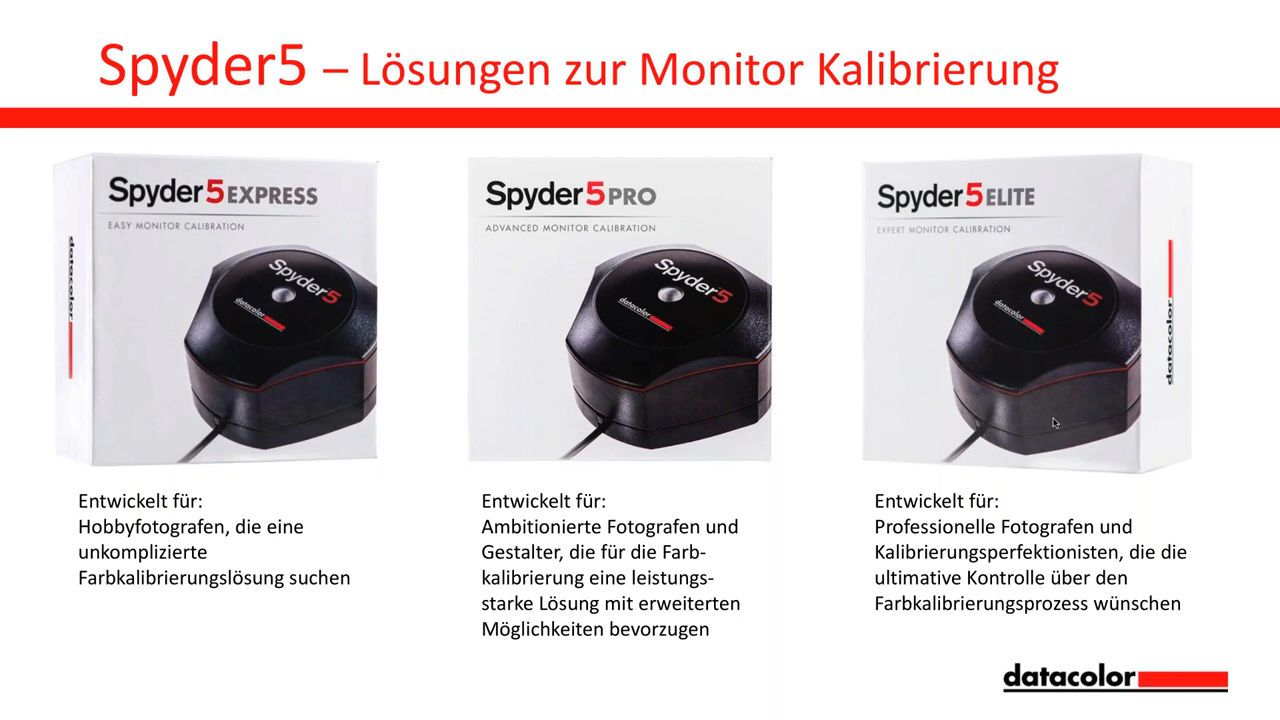 Spyder5 – Lösungen zur Monitor Kalibrierung
Spyder5EXPRESS
EASY MONITOR CALIBRATION
datacolor
Spyder5
datacolor
Entwickelt für:
Hobbyfotografen, die eine
unkomplizierte
Farbkalibrierungslösung suchen
Spyder5PRO
ADVANCED MONITOR CALIBRATION
Spyder5
datacolor
Entwickelt für:
Ambitionierte Fotografen und
Gestalter, die für die Farb-
kalibrierung eine leistungs-
starke Lösung mit erweiterten
Möglichkeiten bevorzugen
Spyder5ELITE
EXPERT MONITOR CALIBRATION
Spyder5
datacolor
datacolor
Entwickelt für:
Professionelle Fotografen und
Kalibrierungsperfektionisten, die die
ultimative Kontrolle über den
Farbkalibrierungsprozess wünschen
datacolor